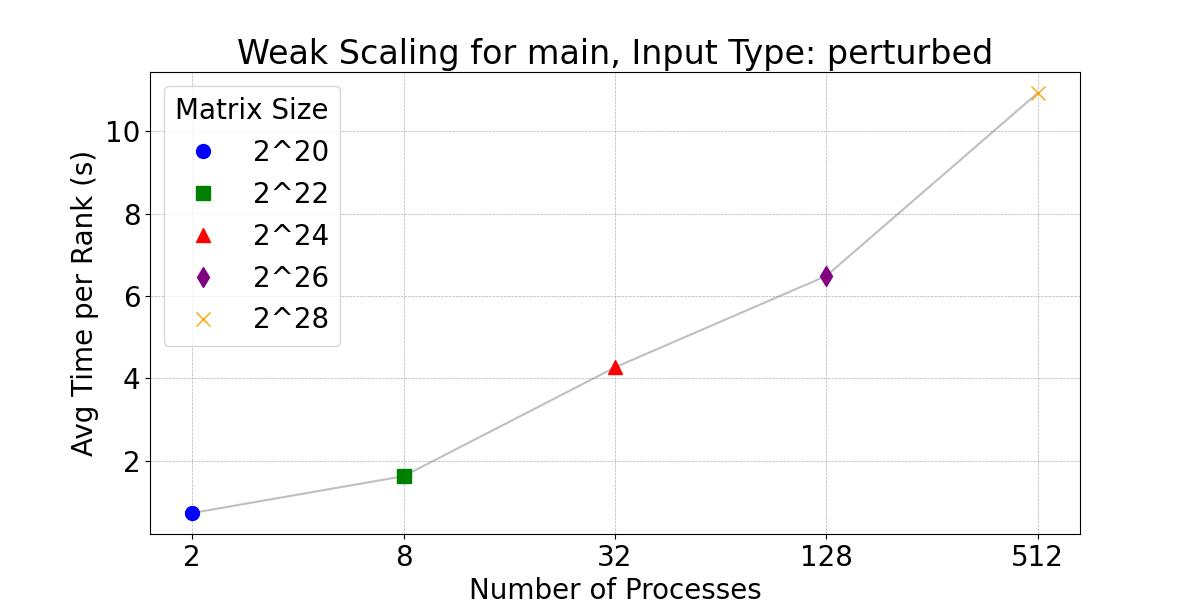 Weak Scaling for main, Input Type: perturbed
Avg Time per Rank (s)
10
8
6
4
2
Matrix Size
2^20
2^22
2^24
2^26
2^28
2 8 32 128 512
Number of Processes